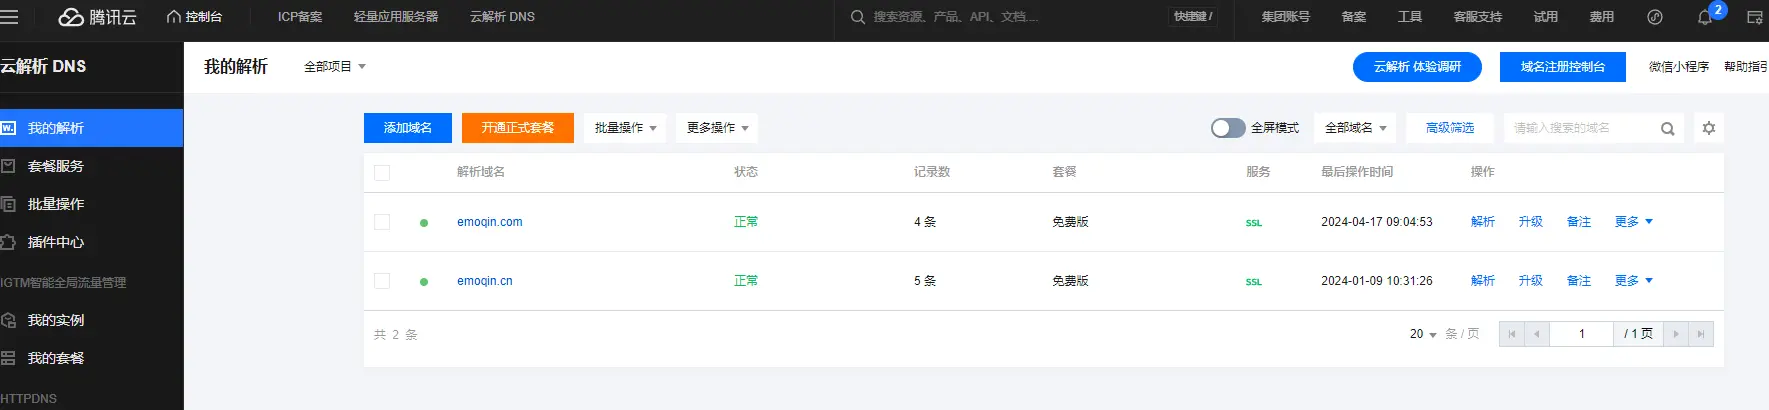 腾讯云 控制台 ICP备案 轻量应用服务器 云解析 DNS 搜索资源、产品、API、文档.... 快捷键 / 集团账号 备案 工具 客服支持 试用 费用 2
云解析 DNS
我的解析 全部项目 云解析 体验调研 域名注册控制台 微信小程序 帮助指引
我的解析
套餐服务
批量操作
插件中心
IGTM智能全局流量管理
我的实例
我的套餐
HTTPDNS
添加域名 开通正式套餐 批量操作 更多操作 全屏模式 全部域名 高级筛选 请输入搜索的域名
解析域名 状态 记录数 套餐 服务 最后操作时间 操作
emoqin.com 正常 4 条 免费版 SSL 2024-04-17 09:04:53 解析 升级 备注 更多
emoqin.cn 正常 5 条 免费版 SSL 2024-01-09 10:31:26 解析 升级 备注 更多
共 2 条 20 条 / 页 1 / 1 页